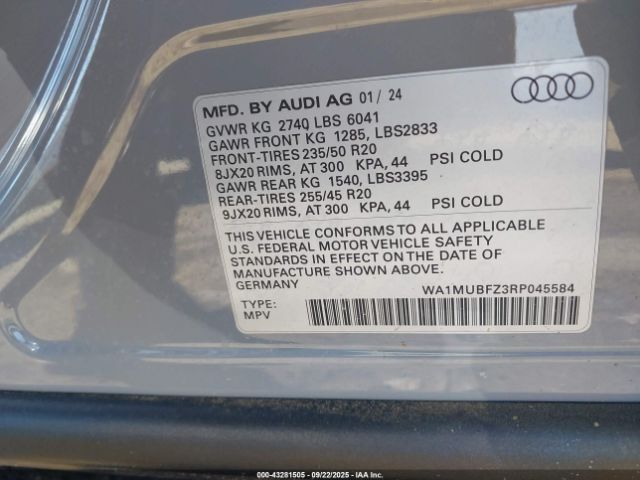 MFD. BY AUDI AG 01/ 24
GVWR KG 2740 LBS 6041
GAWR FRONT KG 1285, LBS2833
FRONT-TIRES 235/50 R20
8JX20 RIMS, AT 300 KPA, 44 PSI COLD
GAWR REAR KG 1540, LBS3395
REAR-TIRES 255/45 R20
9JX20 RIMS, AT 300 KPA, 44 PSI COLD
THIS VEHICLE CONFORMS TO ALL APPLICABLE
U.S. FEDERAL MOTOR VEHICLE SAFETY
STANDARDS IN EFFECT ON THE DATE OF
MANUFACTURE SHOWN ABOVE.
GERMANY
WA1MUBFZ3RP045584
TYPE:
MPV
000-43281505 - 09/22/2025 - IAA Inc.